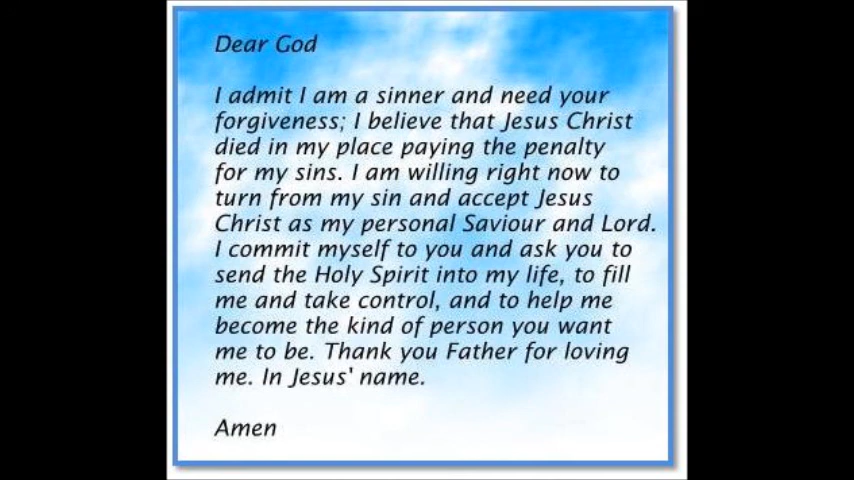 Dear God
I admit I am a sinner and need your
forgiveness; I believe that Jesus Christ
died in my place paying the penalty
for my sins. I am willing right now to
turn from my sin and accept Jesus
Christ as my personal Saviour and Lord.
I commit myself to you and ask you to
send the Holy Spirit into my life, to fill
me and take control, and to help me
become the kind of person you want
me to be. Thank you Father for loving
me. In Jesus' name.
Amen